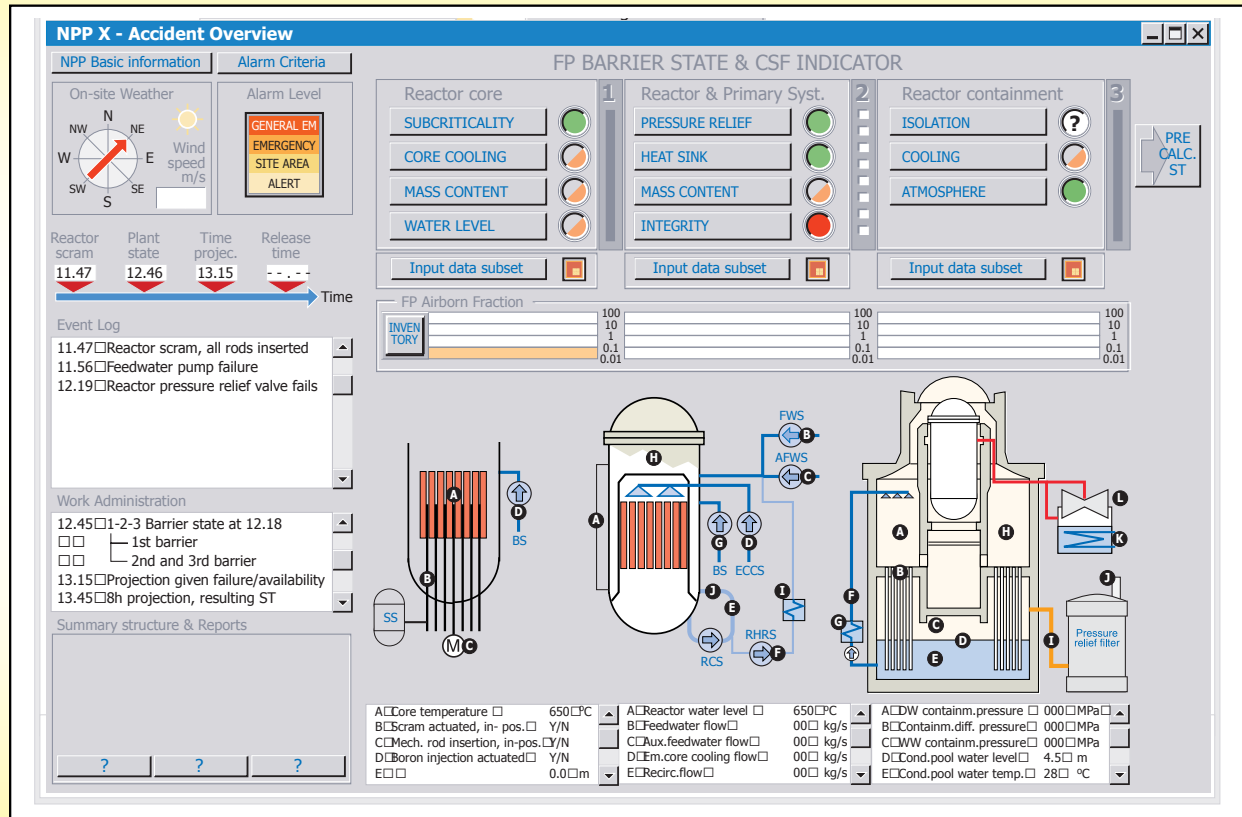 NPP X - Accident Overview
NPP Basic information
Alarm Criteria
FP BARRIER STATE & CSF INDICATOR
On-site Weather
N
NE
E
SE
S
SW
W
NW
Wind
speed
m/s
Alarm Level
GENERAL EM
EMERGENCY
SITE AREA
ALERT
Reactor core
1
SUBCRITICALITY
CORE COOLING
MASS CONTENT
WATER LEVEL
Input data subset
Reactor & Primary Syst.
2
PRESSURE RELIEF
HEAT SINK
MASS CONTENT
INTEGRITY
Input data subset
Reactor containment
3
ISOLATION
?
COOLING
ATMOSPHERE
Input data subset
PRE
CALC.
ST
Reactor
scram
Plant
state
Time
projec.
Release
time
11.47
12.46
13.15
--.--
Time
FP Airborn Fraction
INVEN
TORY
100
10
1
0.1
0.01
100
10
1
0.1
0.01
100
10
1
0.1
0.01
Event Log
11.47□Reactor scram, all rods inserted
11.56□Feedwater pump failure
12.19□Reactor pressure relief valve fails
Work Administration
12.45□1-2-3 Barrier state at 12.18
□□ 1st barrier
□□ 2nd and 3rd barrier
13.15□Projection given failure/availability
13.45□8h projection, resulting ST
Summary structure & Reports
?
?
?
A
B
SS
M
C
D
BS
A
H
FWS
B
AFWS
C
G
BS
D
ECCS
J
E
RCS
RHRS
F
I
A
H
B
C
D
E
F
G
L
K
J
I
Pressure
relief filter
A□Core temperature □ 650□ºC
B□Scram actuated, in- pos.□ Y/N
C□Mech. rod insertion, in-pos.□Y/N
D□Boron injection actuated□ Y/N
E□□ 0.0□m
A□Reactor water level □ 650□ºC
B□Feedwater flow□ 00□ kg/s
C□Aux.feedwater flow□ 00□ kg/s
D□Em.core cooling flow□ 00□ kg/s
E□Recirc.flow□ 00□ kg/s
A□DW containm.pressure □ 000□MPa□
B□Containm.diff. pressure□ 000□MPa
C□WW containm.pressure□ 000□MPa
D□Cond.pool water level□ 4.5□ m
E□Cond.pool water temp.□ 28□ ºC